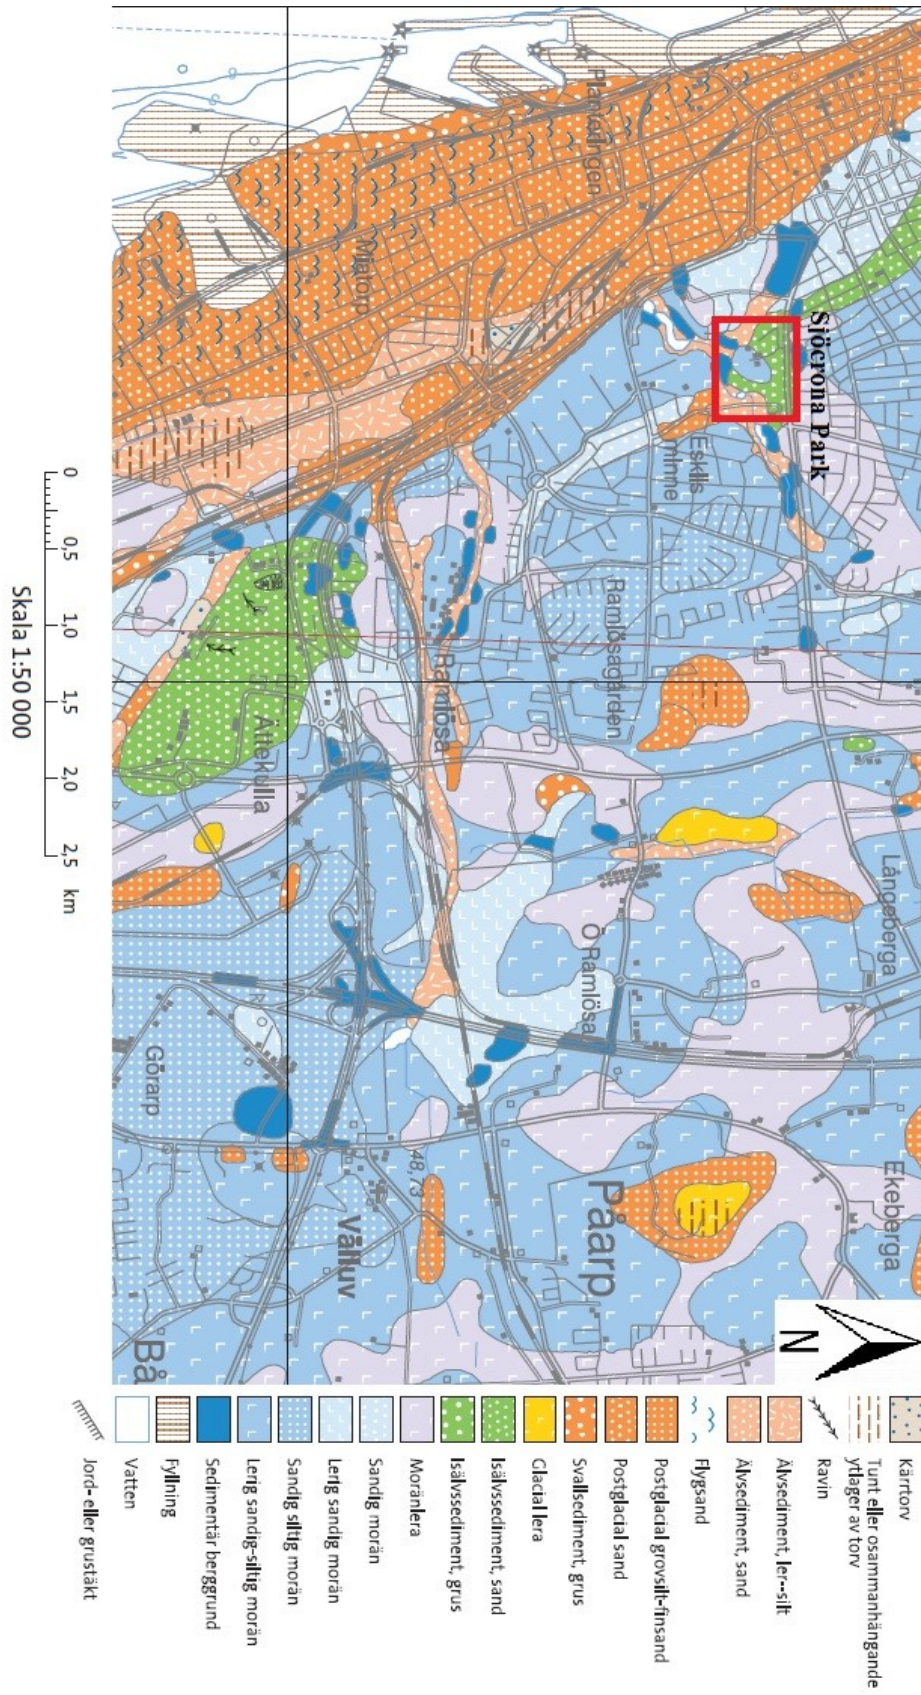 Sjöcrona Park
Långeberga
Ekeberga
N
Eskils
minne
Planteringen
Ramlösagården
Ö Ramlösa
Påarp
Ramlösa
48,73
Miatorp
Välluv
Ättekulla
Görarp
Bå
0 0,5 1,0 1,5 2,0 2,5 km
Skala 1:50 000
Kärrtorv
Tunt eller osammanhängande
ytlager av torv
Ravin
Älvsediment, ler--silt
Älvsediment, sand
Flygsand
Postglacial grovsilt-finsand
Postglacial sand
Svallsediment, grus
Glacial lera
Isälvssediment, sand
Isälvssediment, grus
Moränlera
Sandig morän
Lerig sandig morän
Sandig siltig morän
Lerig sandig-siltig morän
Sedimentär berggrund
Fyllning
Vatten
Jord- eller grustäkt